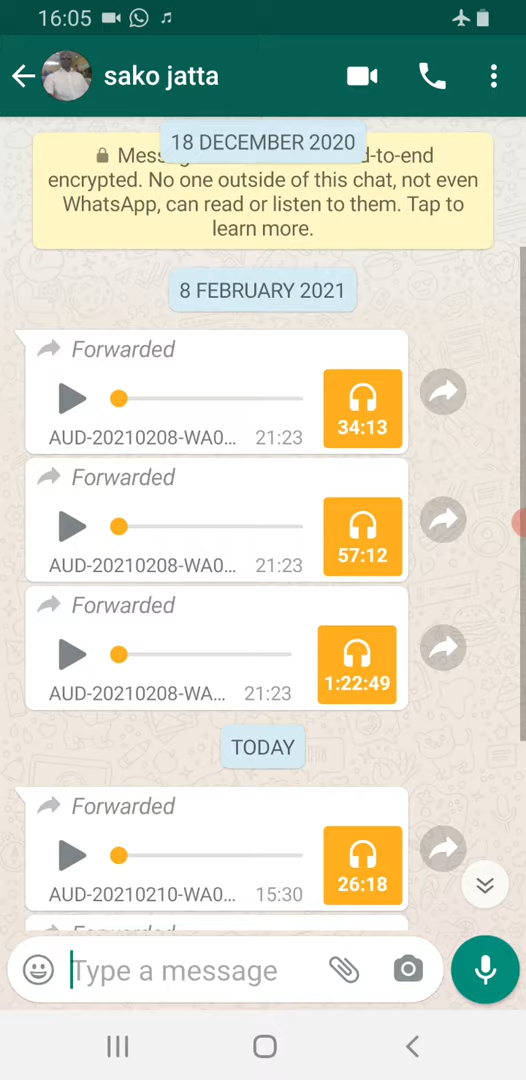 16:05
sako jatta
18 DECEMBER 2020
d-to-end
encrypted. No one outside of this chat, not even
WhatsApp, can read or listen to them. Tap to
learn more.
8 FEBRUARY 2021
Forwarded
34:13
AUD-20210208-WA0... 21:23
Forwarded
57:12
AUD-20210208-WA0... 21:23
Forwarded
1:22:49
AUD-20210208-WA... 21:23
TODAY
Forwarded
26:18
AUD-20210210-WA0... 15:30
Type a message